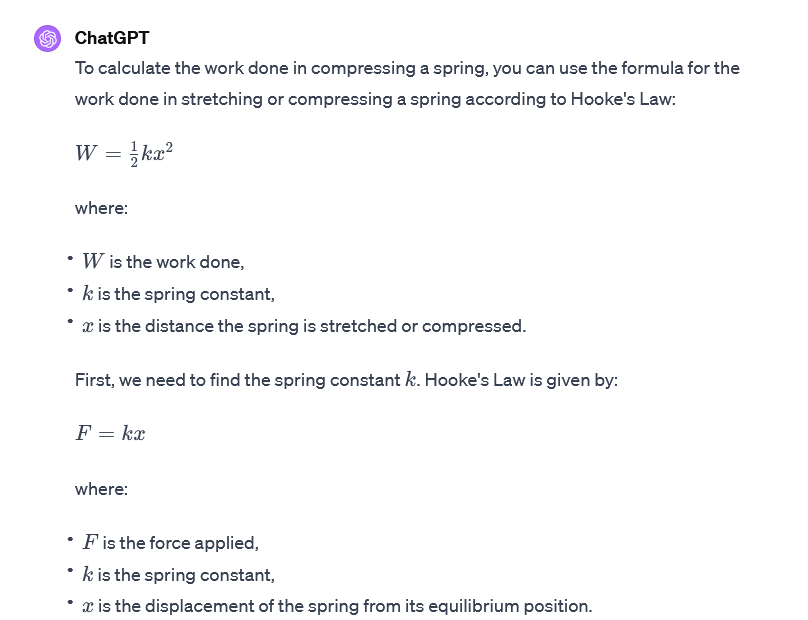 ChatGPT
To calculate the work done in compressing a spring, you can use the formula for the
work done in stretching or compressing a spring according to Hooke's Law:
W = ½kx²
where:
• W is the work done,
• k is the spring constant,
• x is the distance the spring is stretched or compressed.
First, we need to find the spring constant k. Hooke's Law is given by:
F = kx
where:
• F is the force applied,
• k is the spring constant,
• x is the displacement of the spring from its equilibrium position.